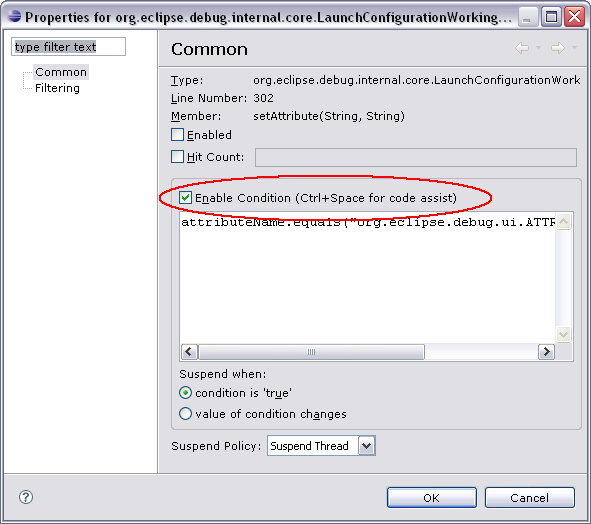 Properties for org.eclipse.debug.internal.core.LaunchConfigurationWorking...
type filter text
Common
Filtering
Common
Type: org.eclipse.debug.internal.core.LaunchConfigurationWork
Line Number: 302
Member: setAttribute(String, String)
Enabled
Hit Count:
Enable Condition (Ctrl+Space for code assist)
attributeName.equals("org.eclipse.debug.ui.ATTR
Suspend when:
condition is 'true'
value of condition changes
Suspend Policy: Suspend Thread
?
OK Cancel